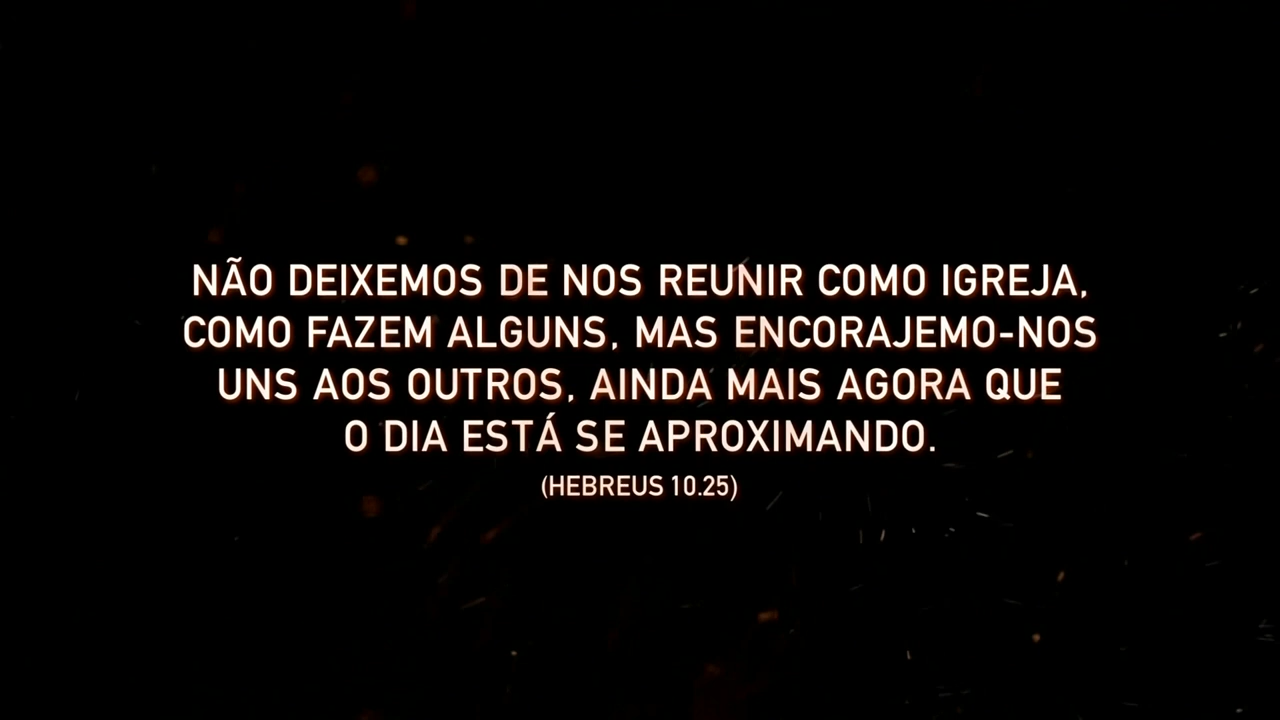 NÃO DEIXEMOS DE NOS REUNIR COMO IGREJA,
COMO FAZEM ALGUNS, MAS ENCORAJEMO-NOS
UNS AOS OUTROS, AINDA MAIS AGORA QUE
O DIA ESTÁ SE APROXIMANDO.
(HEBREUS 10.25)